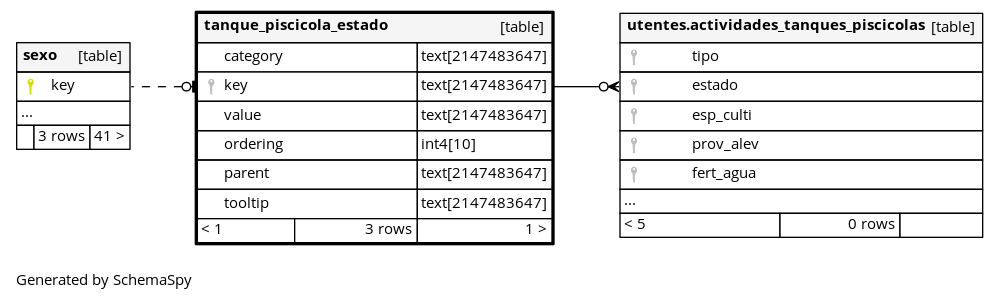 sexo [table]
key
...
3 rows 41 >
tanque_piscicola_estado [table]
category text[2147483647]
key text[2147483647]
value text[2147483647]
ordering int4[10]
parent text[2147483647]
tooltip text[2147483647]
< 1 3 rows 1 >
utentes.actividades_tanques_piscicolas [table]
tipo
estado
esp_culti
prov_alev
fert_agua
...
< 5 0 rows
Generated by SchemaSpy